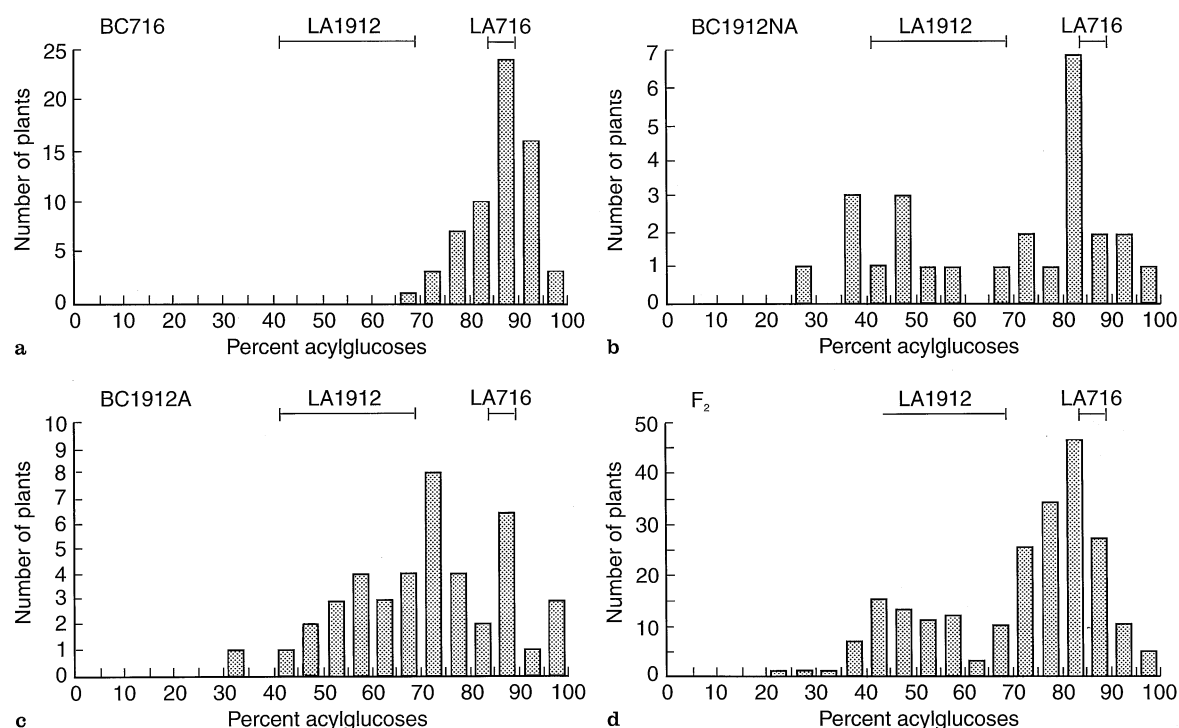 BC716 LA1912 LA716
25
20
15
10
5
0
Number of plants
0 10 20 30 40 50 60 70 80 90 100
a Percent acylglucoses
BC1912NA LA1912 LA716
7
6
5
4
3
2
1
0
Number of plants
0 10 20 30 40 50 60 70 80 90 100
b Percent acylglucoses
BC1912A LA1912 LA716
10
9
8
7
6
5
4
3
2
1
0
Number of plants
0 10 20 30 40 50 60 70 80 90 100
c Percent acylglucoses
F₂ LA1912 LA716
50
40
30
20
10
0
Number of plants
0 10 20 30 40 50 60 70 80 90 100
d Percent acylglucoses